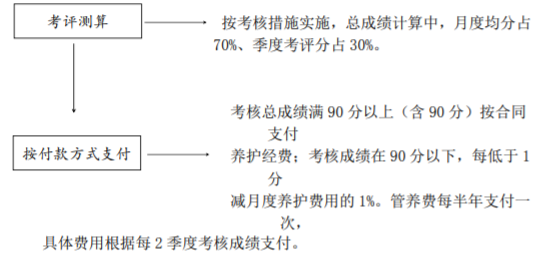 考评测算
按考核措施实施，总成绩计算中，月度均分占
70%、季度考评分占 30%。
按付款方式支付
考核总成绩满 90 分以上（含 90 分）按合同
支付
养护经费；考核成绩在 90 分以下，每低于 1
分
减月度养护费用的 1%。管养费每半年支付一
次，
具体费用根据每 2 季度考核成绩支付。